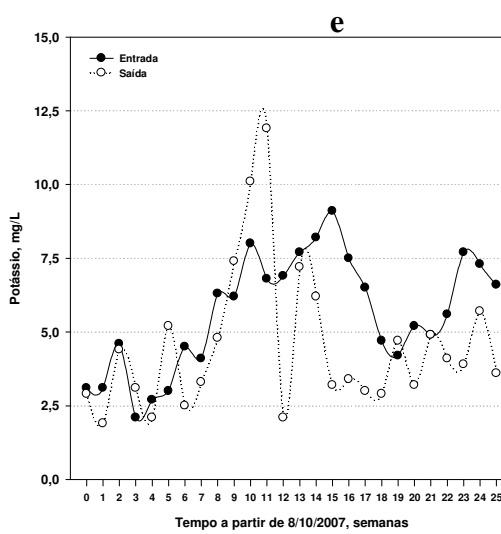 e
15,0
Entrada
Saída
12,5
10,0
7,5
5,0
2,5
0,0
Potássio, mg/L
0 1 2 3 4 5 6 7 8 9 10 11 12 13 14 15 16 17 18 19 20 21 22 23 24 25
Tempo a partir de 8/10/2007, semanas